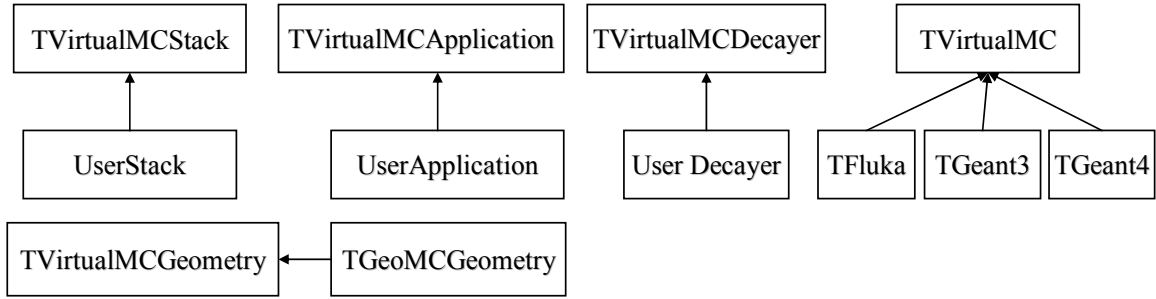 TVirtualMCStack
TVirtualMCApplication
TVirtualMCDecayer
TVirtualMC
UserStack
UserApplication
User Decayer
TFluka
TGeant3
TGeant4
TVirtualMCGeometry
TGeoMCGeometry